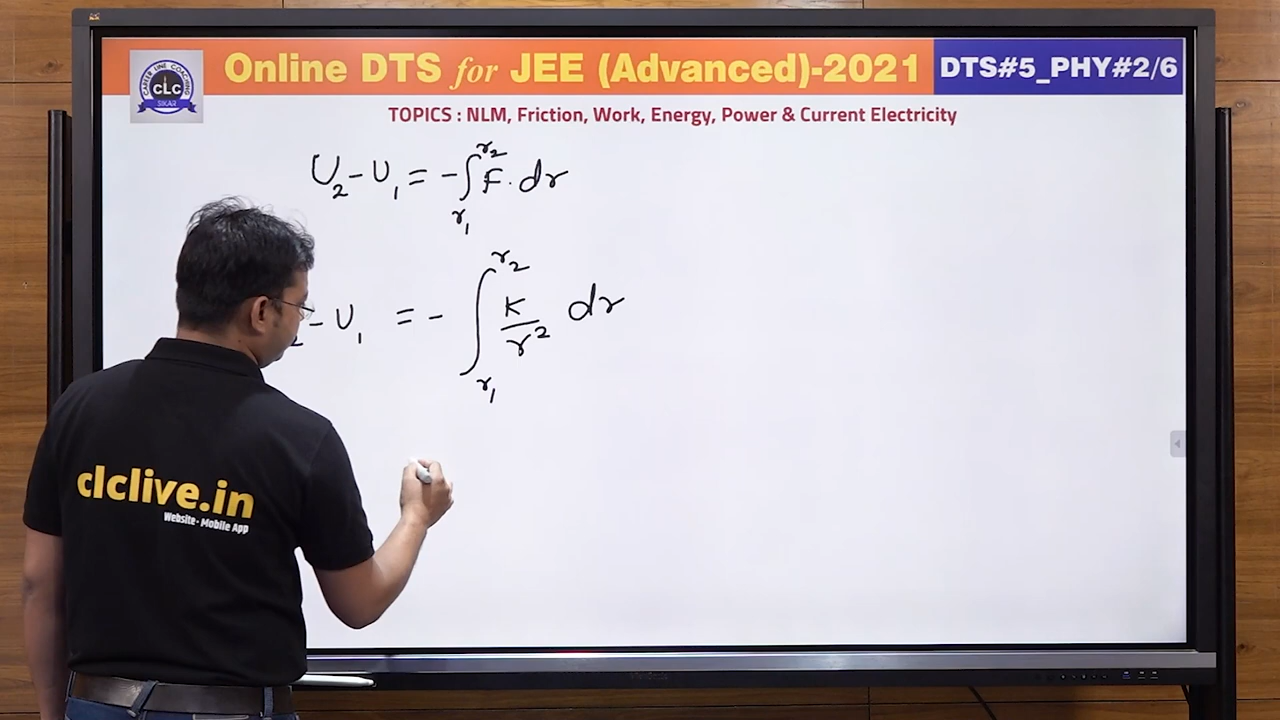 Online DTS for JEE (Advanced)-2021
DTS#5_PHY#2/6
CAREER LINE COACHING
CLC
SIKAR
TOPICS : NLM, Friction, Work, Energy, Power & Current Electricity
U₂-U₁ = -∫r₁^r₂ F. dr
₂-U₁ = -∫r₁^r₂ K/r² dr
clclive.in
Website- Mobile App